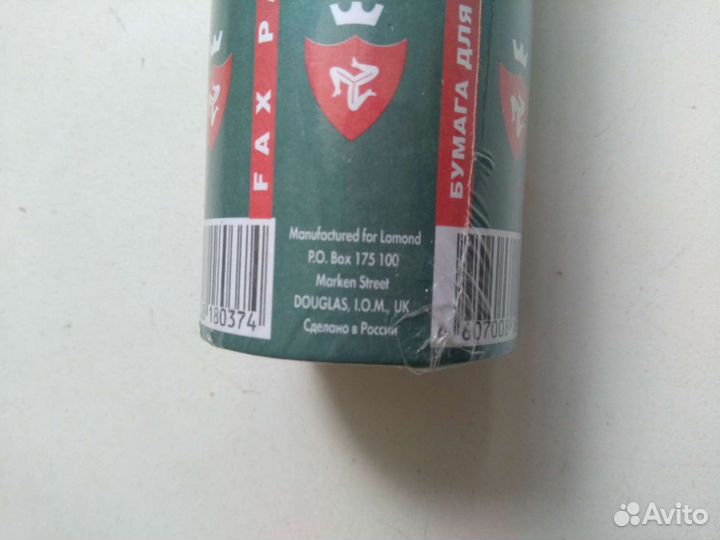 FAX
БУМАГА ДЛЯ
Manufactured for Lomond
P.O. Box 175 100
Marken Street
DOUGLAS, I.O.M., UK
Сделано в России
180374
607008
Avito